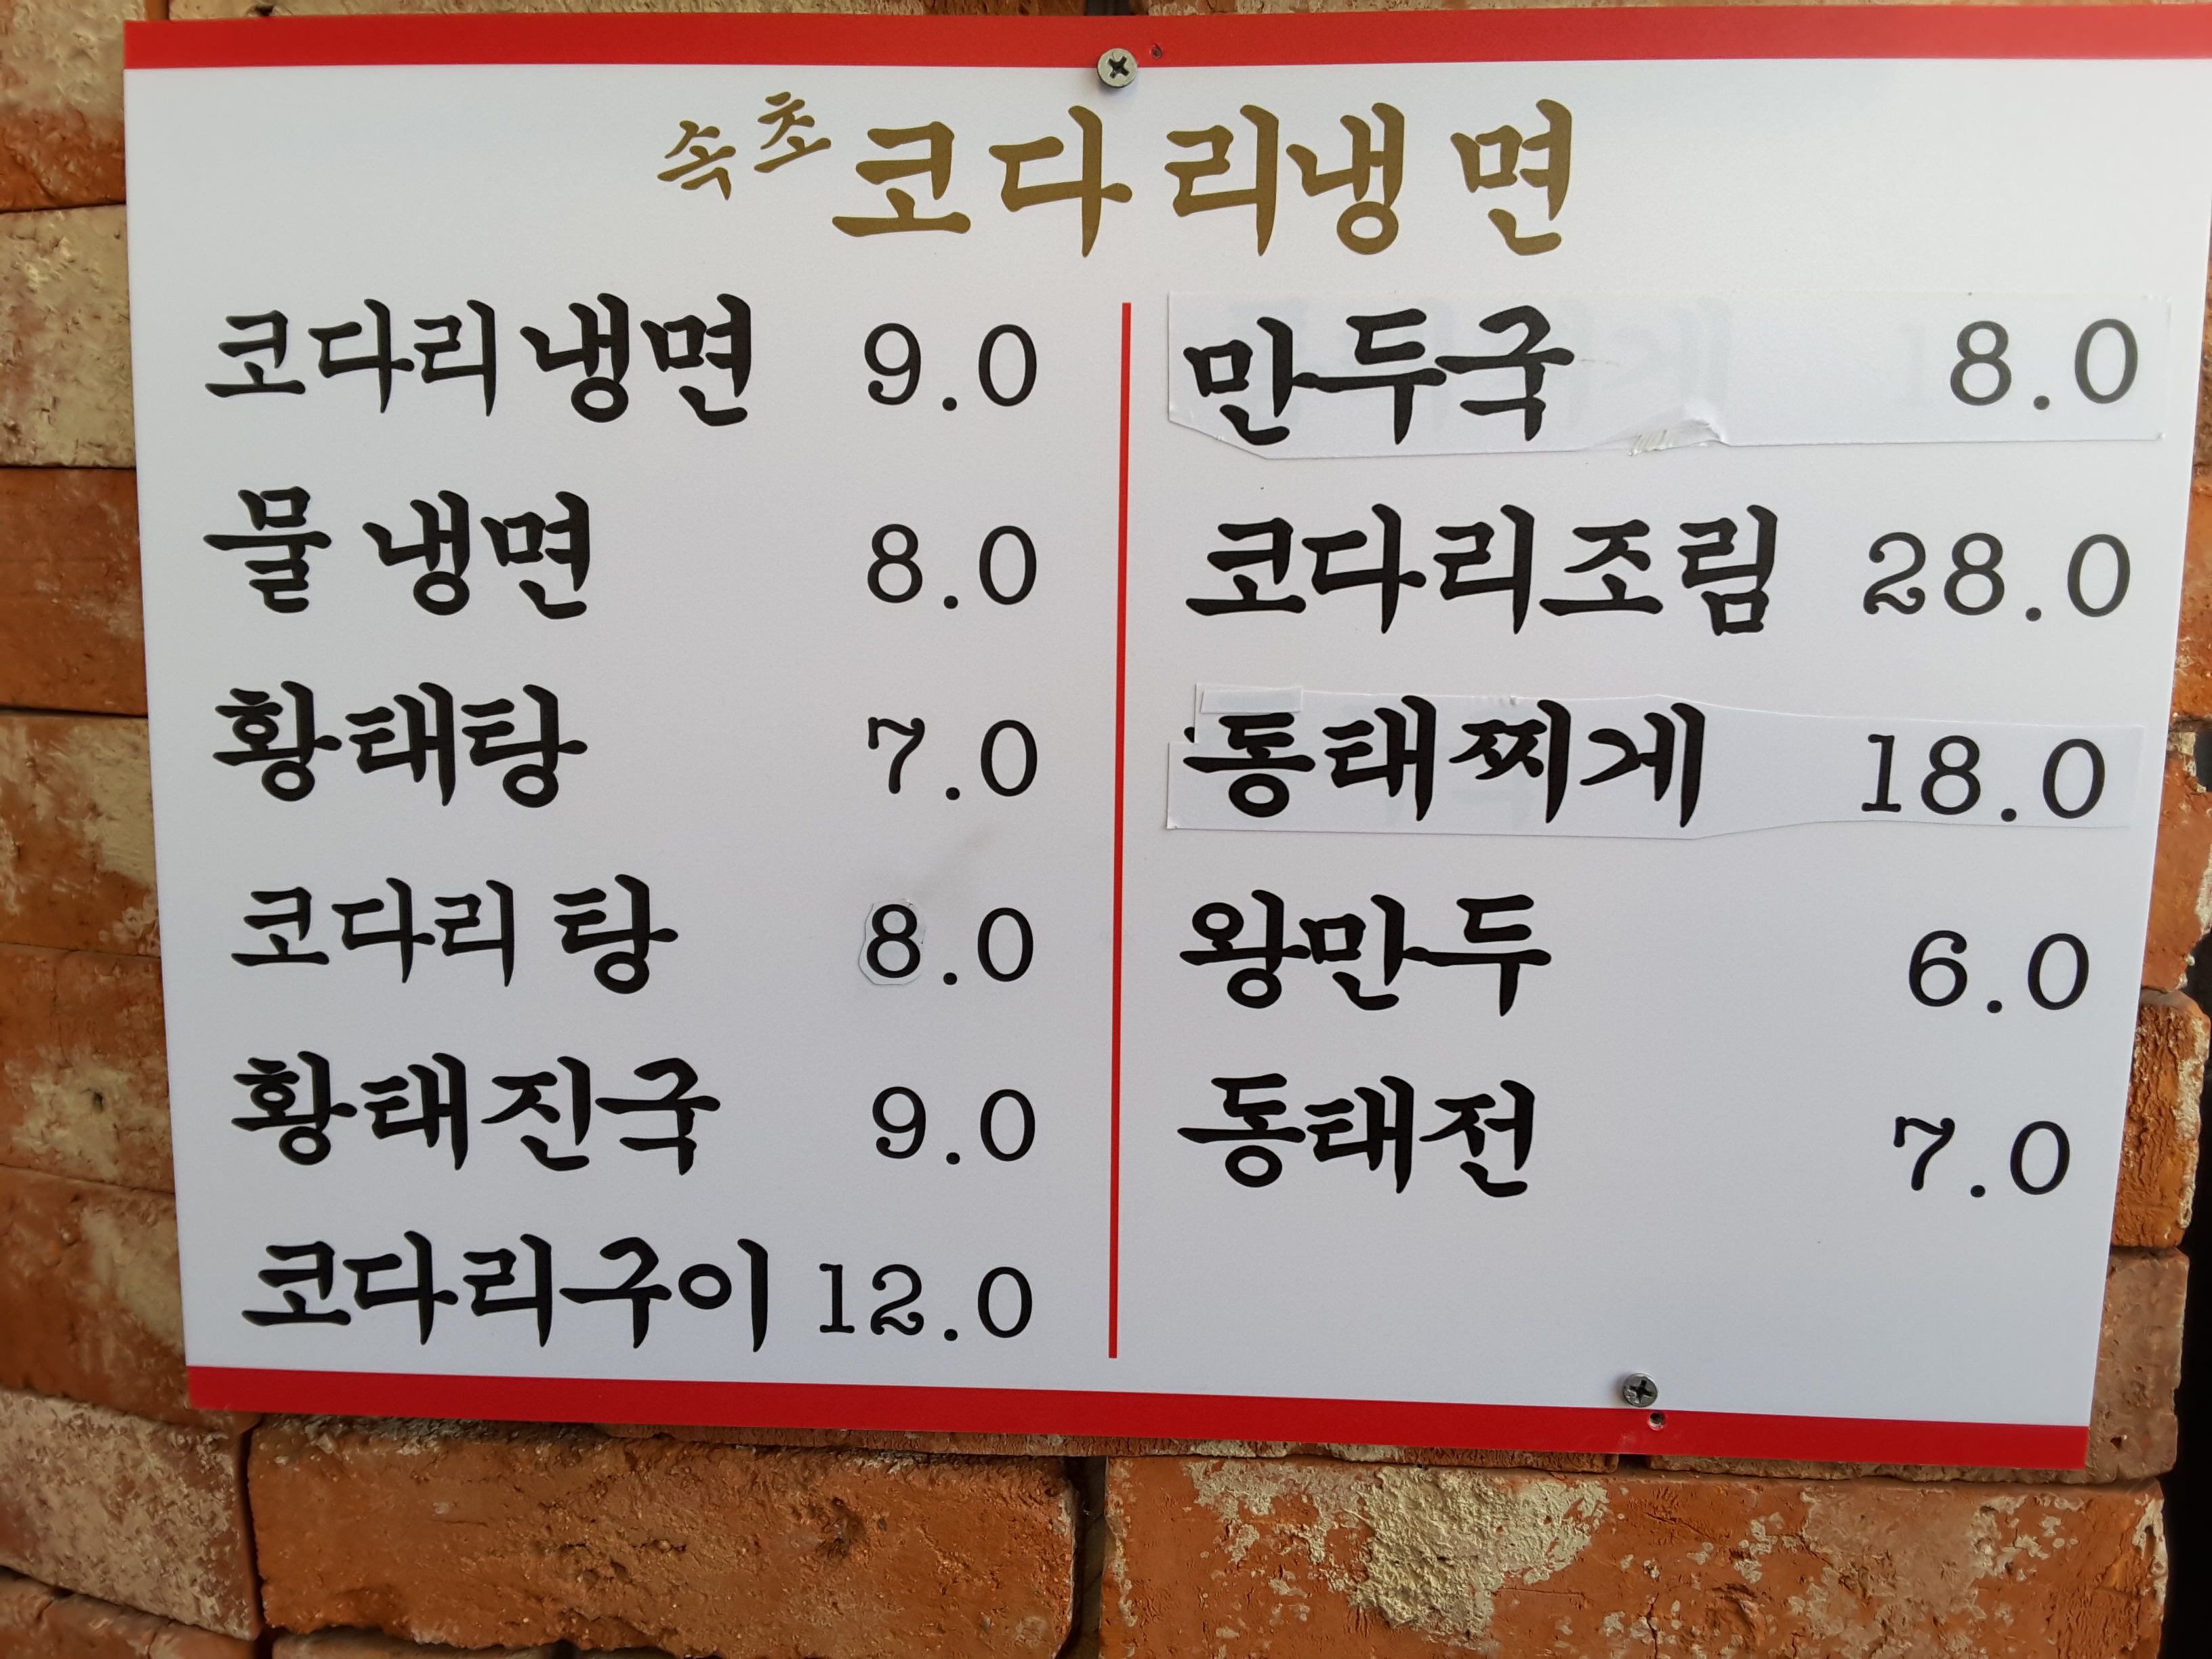 속초 코다리냉면
코다리냉면 9.0
물 냉면 8.0
황태탕 7.0
코다리 탕 8.0
황태진국 9.0
코다리구이 12.0
만두국 8.0
코다리조림 28.0
동태찌게 18.0
왕만두 6.0
동태전 7.0